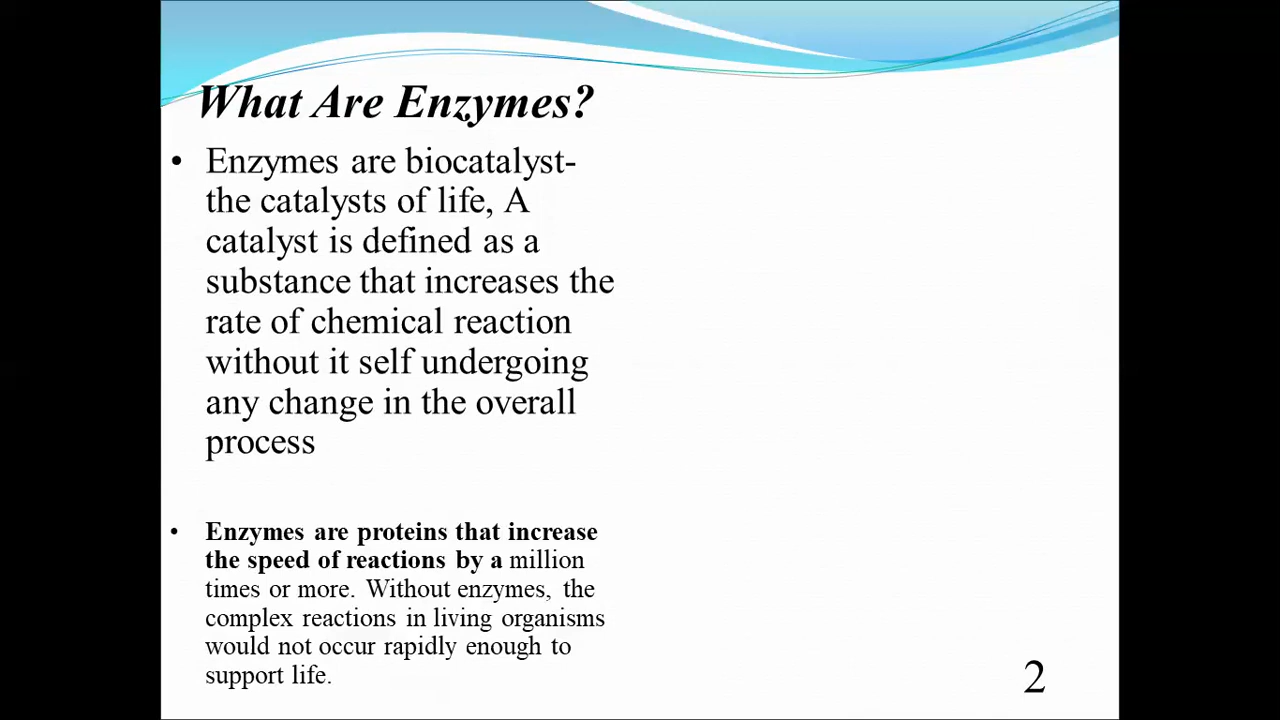 What Are Enzymes?
• Enzymes are biocatalyst-
the catalysts of life, A
catalyst is defined as a
substance that increases the
rate of chemical reaction
without it self undergoing
any change in the overall
process
• Enzymes are proteins that increase
the speed of reactions by a million
times or more. Without enzymes, the
complex reactions in living organisms
would not occur rapidly enough to
support life.
2